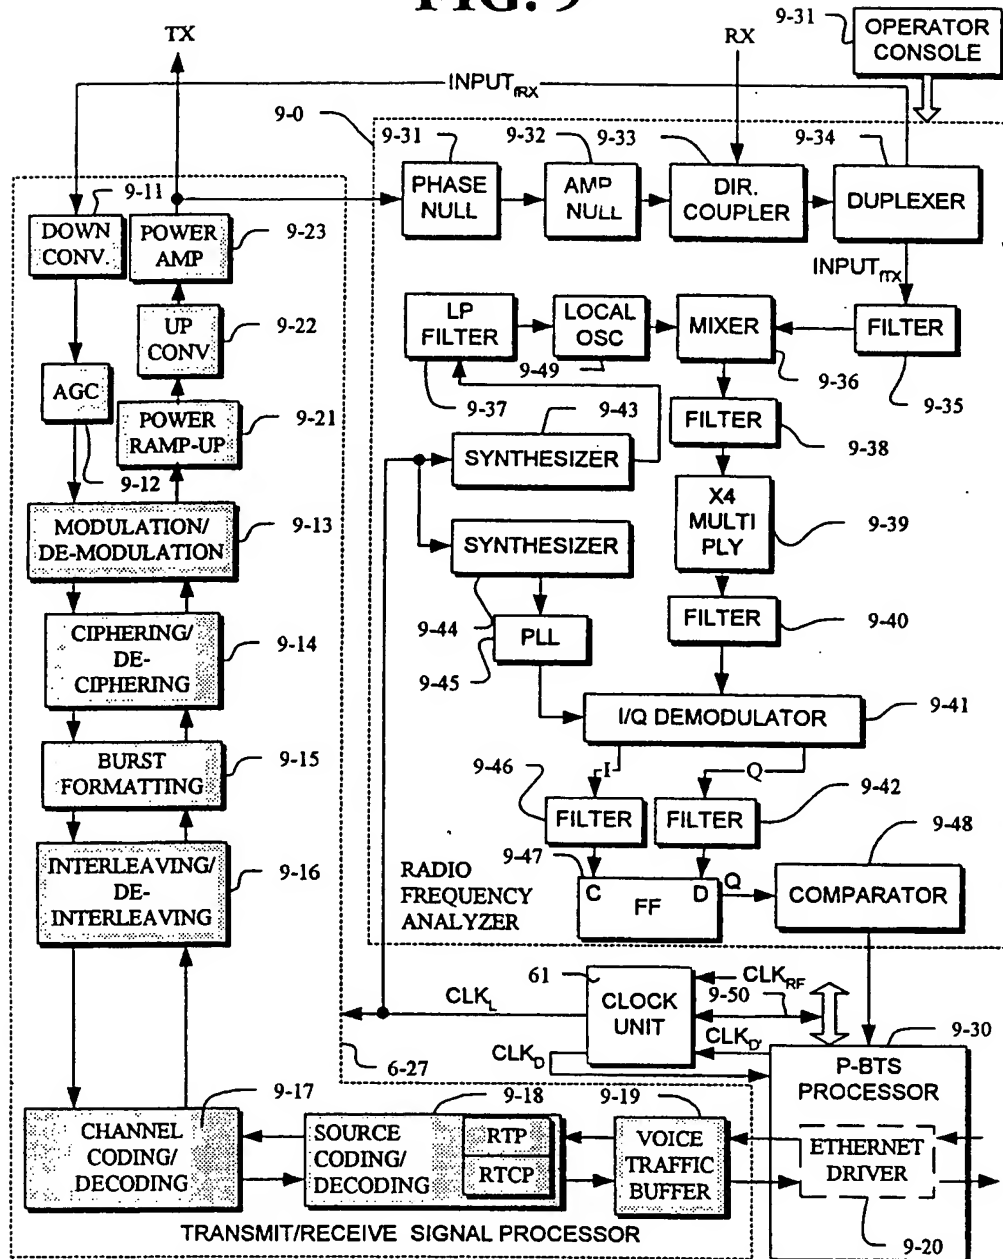 FIG. 9
9-31
OPERATOR
CONSOLE
TX
RX
INPUTfRX
9-0
9-31
9-32
9-33
9-34
PHASE
NULL
AMP
NULL
DIR.
COUPLER
DUPLEXER
9-11
DOWN
CONV.
POWER
AMP
9-23
INPUTfTX
UP
CONV
9-22
LP
FILTER
LOCAL
OSC
MIXER
FILTER
9-49
9-36
9-35
AGC
9-37
9-43
POWER
RAMP-UP
9-21
FILTER
9-38
9-12
SYNTHESIZER
X4
MULTI
PLY
9-39
MODULATION/
DE-MODULATION
9-13
SYNTHESIZER
CIPHERING/
DE-
CIPHERING
9-14
9-44
PLL
FILTER
9-40
9-45
I/Q DEMODULATOR
9-41
BURST
FORMATTING
9-15
9-46
I
Q
9-42
FILTER
FILTER
9-48
INTERLEAVING/
DE-
INTERLEAVING
9-16
9-47
RADIO
FREQUENCY
ANALYZER
C
D
FF
Q
COMPARATOR
61
CLKRF
CLKL
CLOCK
UNIT
9-50
9-30
CLKD
CLKD'
6-27
P-BTS
PROCESSOR
9-17
9-18
9-19
CHANNEL
CODING/
DECODING
SOURCE
CODING/
DECODING
RTP
RTCP
VOICE
TRAFFIC
BUFFER
ETHERNET
DRIVER
TRANSMIT/RECEIVE SIGNAL PROCESSOR
9-20